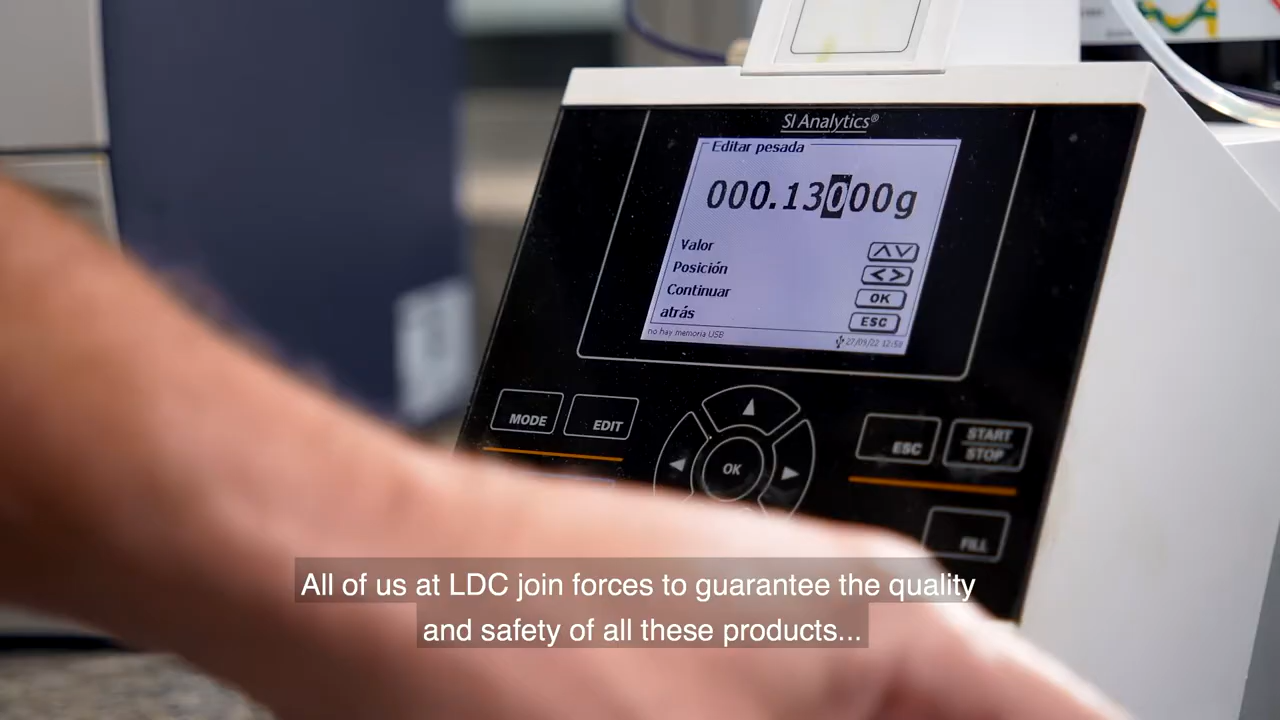 SI Analytics®
Editar pesada
000.13000g
Valor
Posición
Continuar
OK
atrás
ESC
no hay memoria USB
27/09/22 12:58
MODE
EDIT
OK
ESC
START
STOP
FILL
All of us at LDC join forces to guarantee the quality
and safety of all these products...